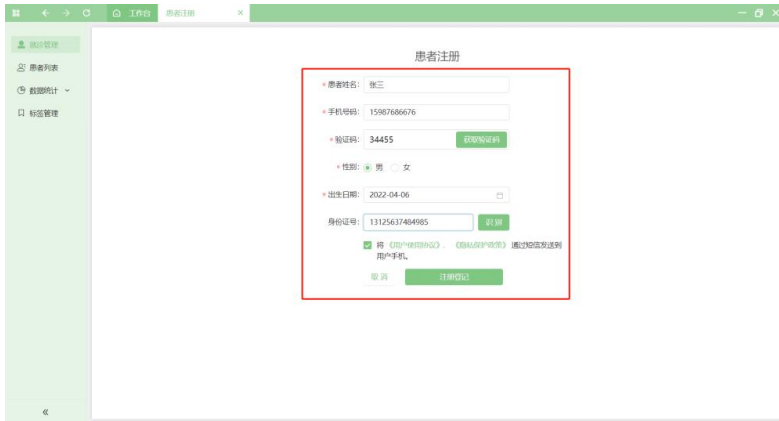 工作台 患者注册
就诊管理
患者列表
数据统计
标签管理
患者注册
* 患者姓名: 张三
* 手机号码: 15987686676
* 验证码: 34455 获取验证码
* 性别: 男 女
* 出生日期: 2022-04-06
身份证号: 13125637484985 识别
将《用户使用协议》、《隐私保护政策》通过短信发送到
用户手机。
取消 注册登记